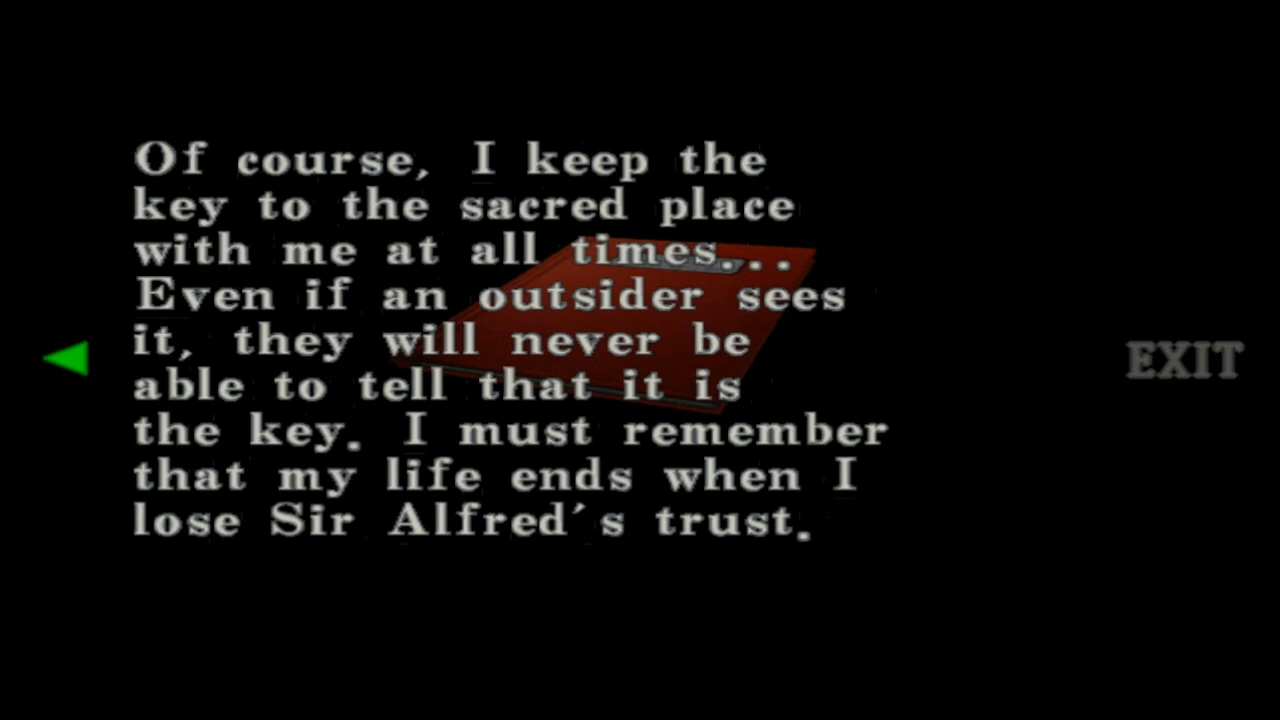 Of course, I keep the
key to the sacred place
with me at all times...
Even if an outsider sees
it, they will never be
able to tell that it is
the key. I must remember
that my life ends when I
lose Sir Alfred's trust.
EXIT